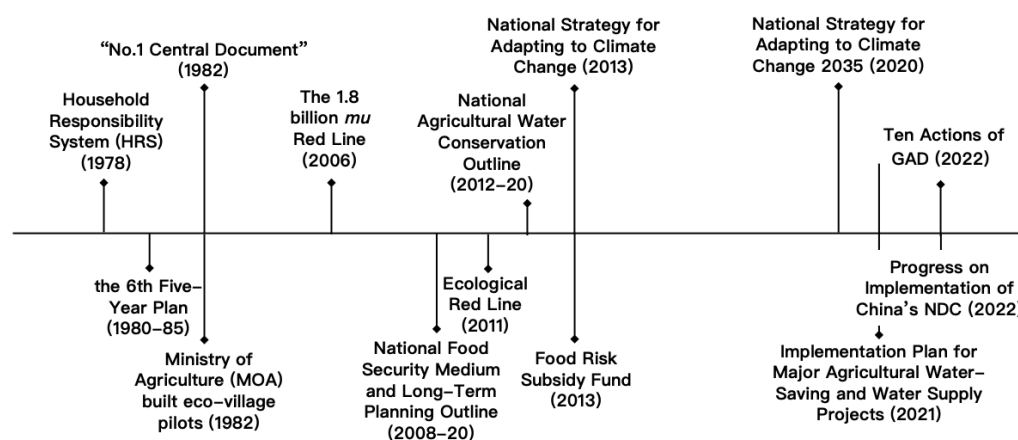 “No.1 Central Document”
(1982)
Household
Responsibility
System (HRS)
(1978)
The 1.8
billion mu
Red Line
(2006)
National
Agricultural Water
Conservation
Outline
(2012–20)
National Strategy for
Adapting to Climate
Change (2013)
National Strategy for
Adapting to Climate
Change 2035 (2020)
Ten Actions of
GAD (2022)
the 6th Five–
Year Plan
(1980–85)
Ministry of
Agriculture (MOA)
built eco–village
pilots (1982)
National Food
Security Medium
and Long–Term
Planning Outline
(2008–20)
Ecological
Red Line
(2011)
Food Risk
Subsidy Fund
(2013)
Progress on
Implementation of
China’s NDC (2022)
Implementation Plan for
Major Agricultural Water–
Saving and Water Supply
Projects (2021)